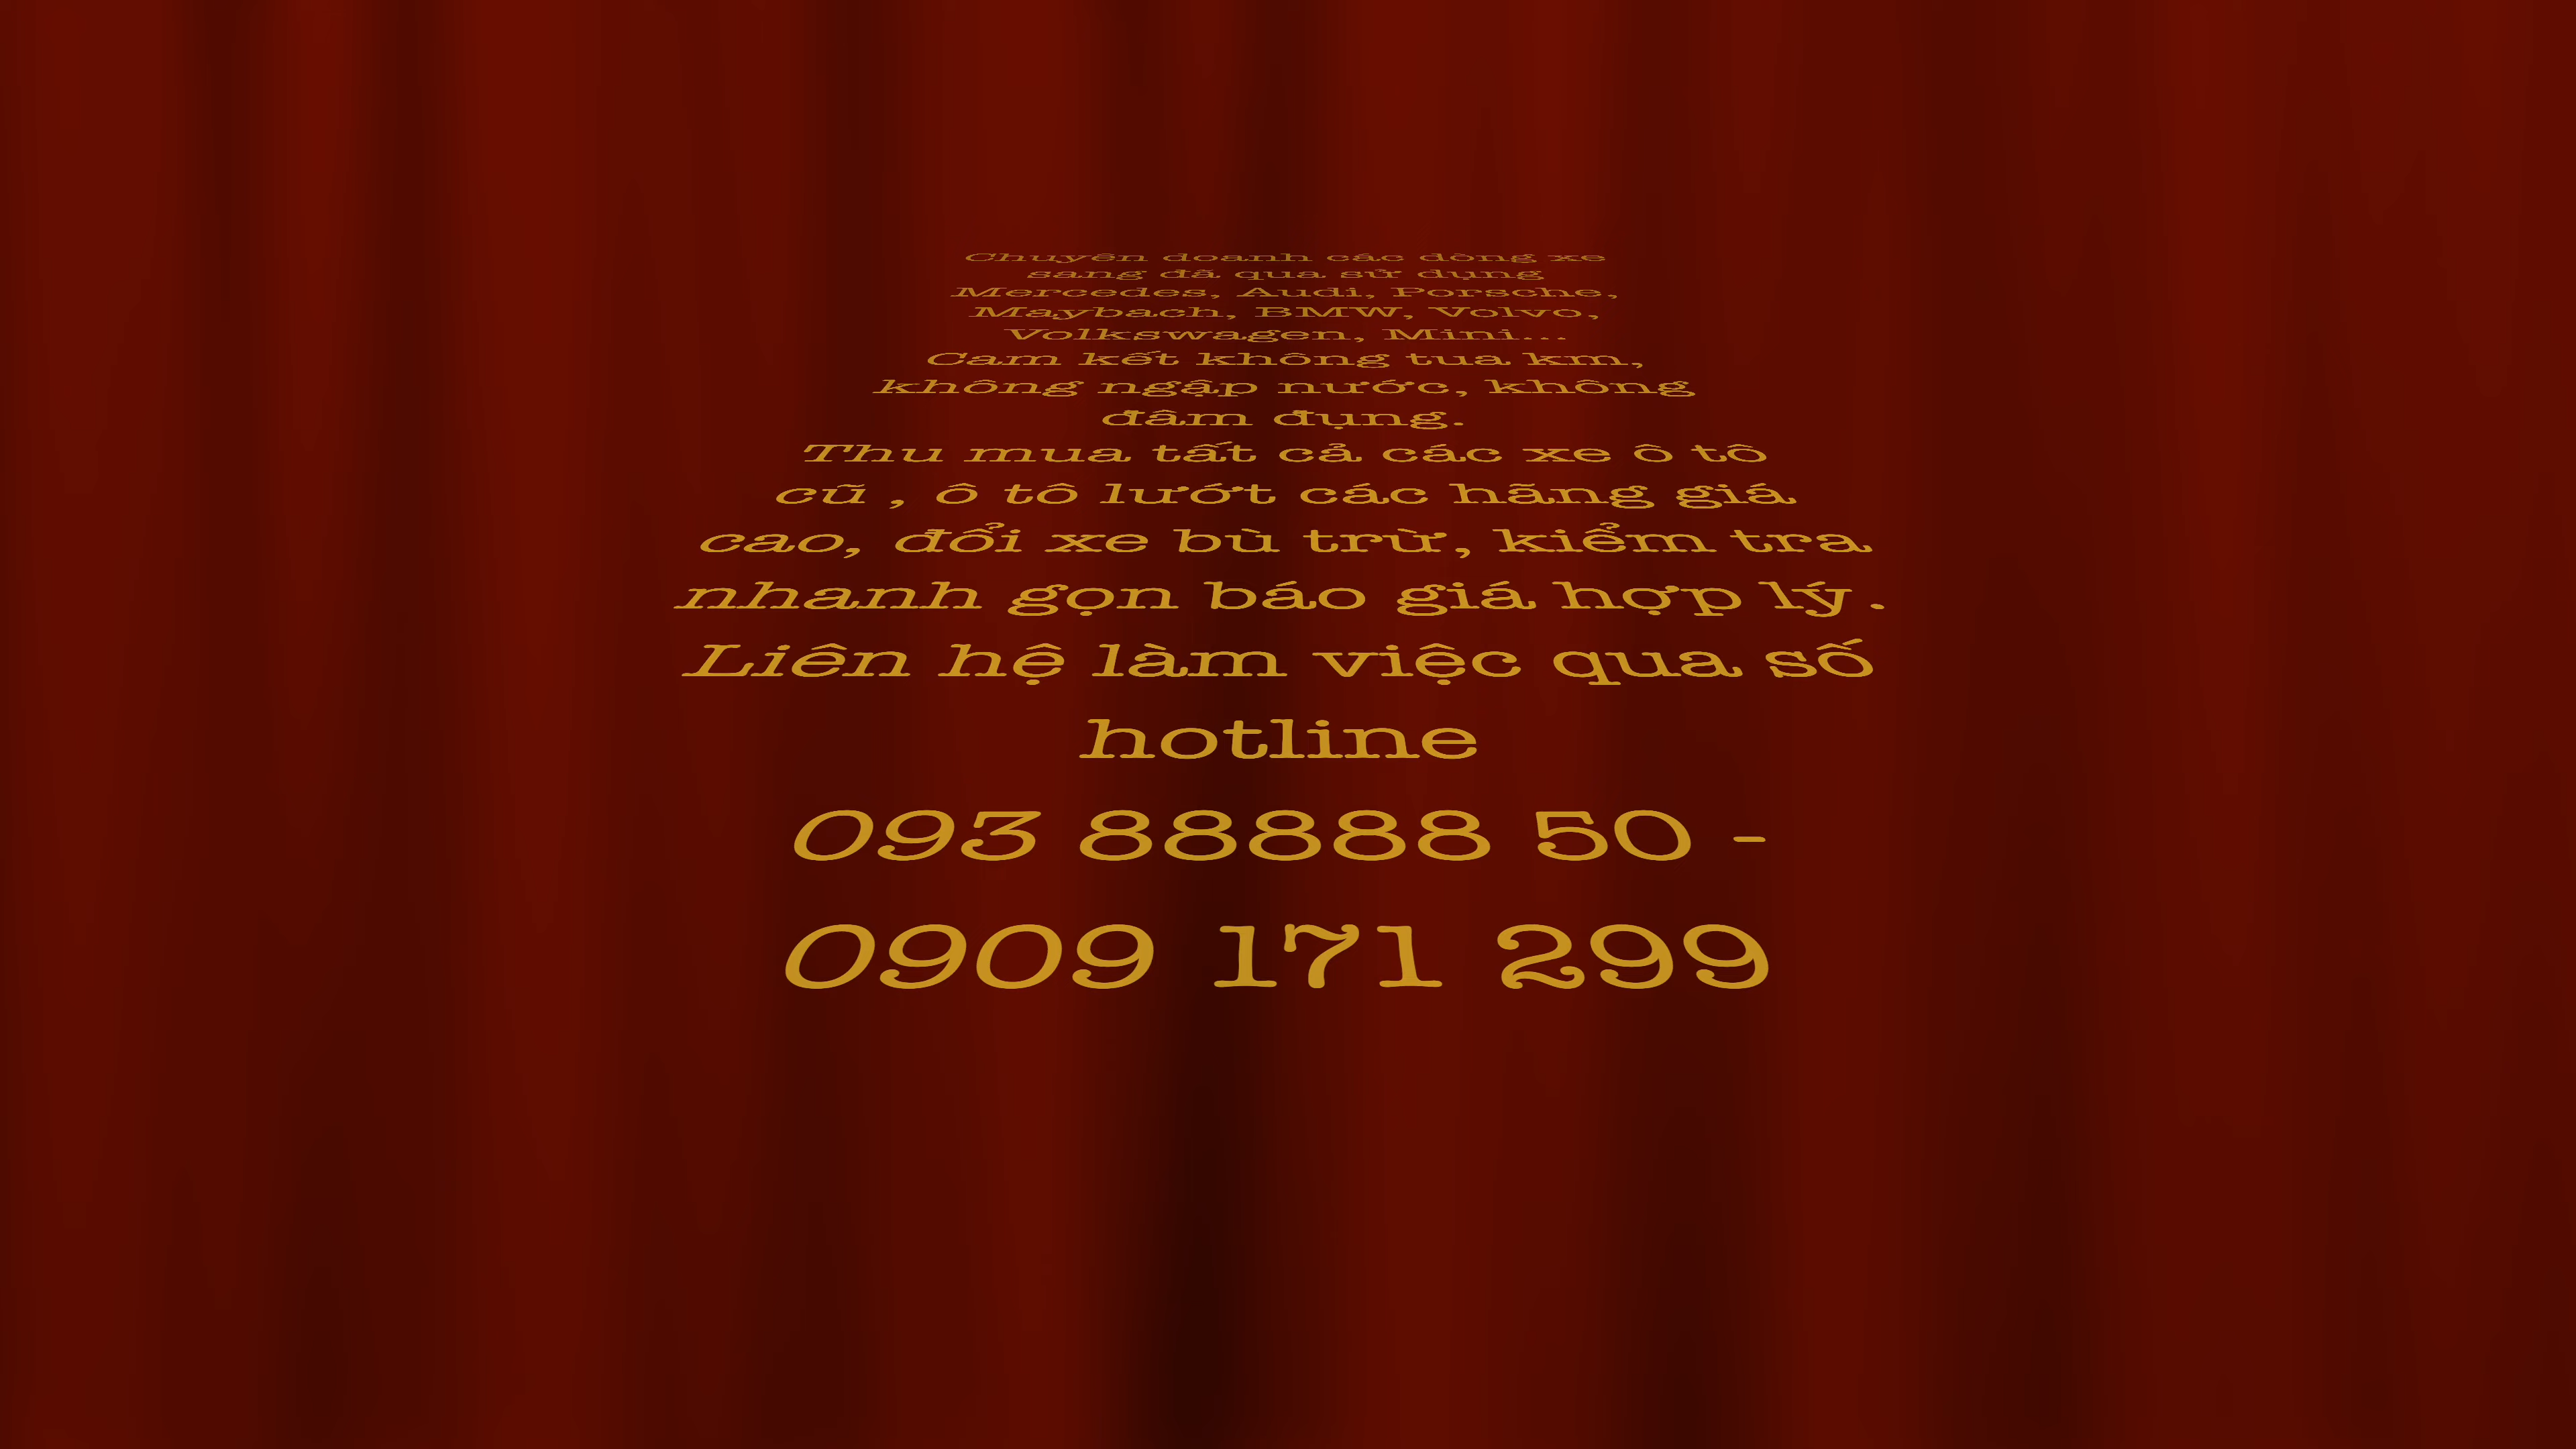 Chuyên doanh các dòng xe
sang đã qua sử dụng
Mercedes, Audi, Porsche,
Maybach, BMW, Volvo,
Volkswagen, Mini...
Cam kết không tua km,
không ngập nước, không
đâm đụng.
Thu mua tất cả các xe ô tô
cũ , ô tô lướt các hãng giá
cao, đổi xe bù trừ, kiểm tra
nhanh gọn báo giá hợp lý .
Liên hệ làm việc qua số
hotline
093 88888 50 -
0909 171 299